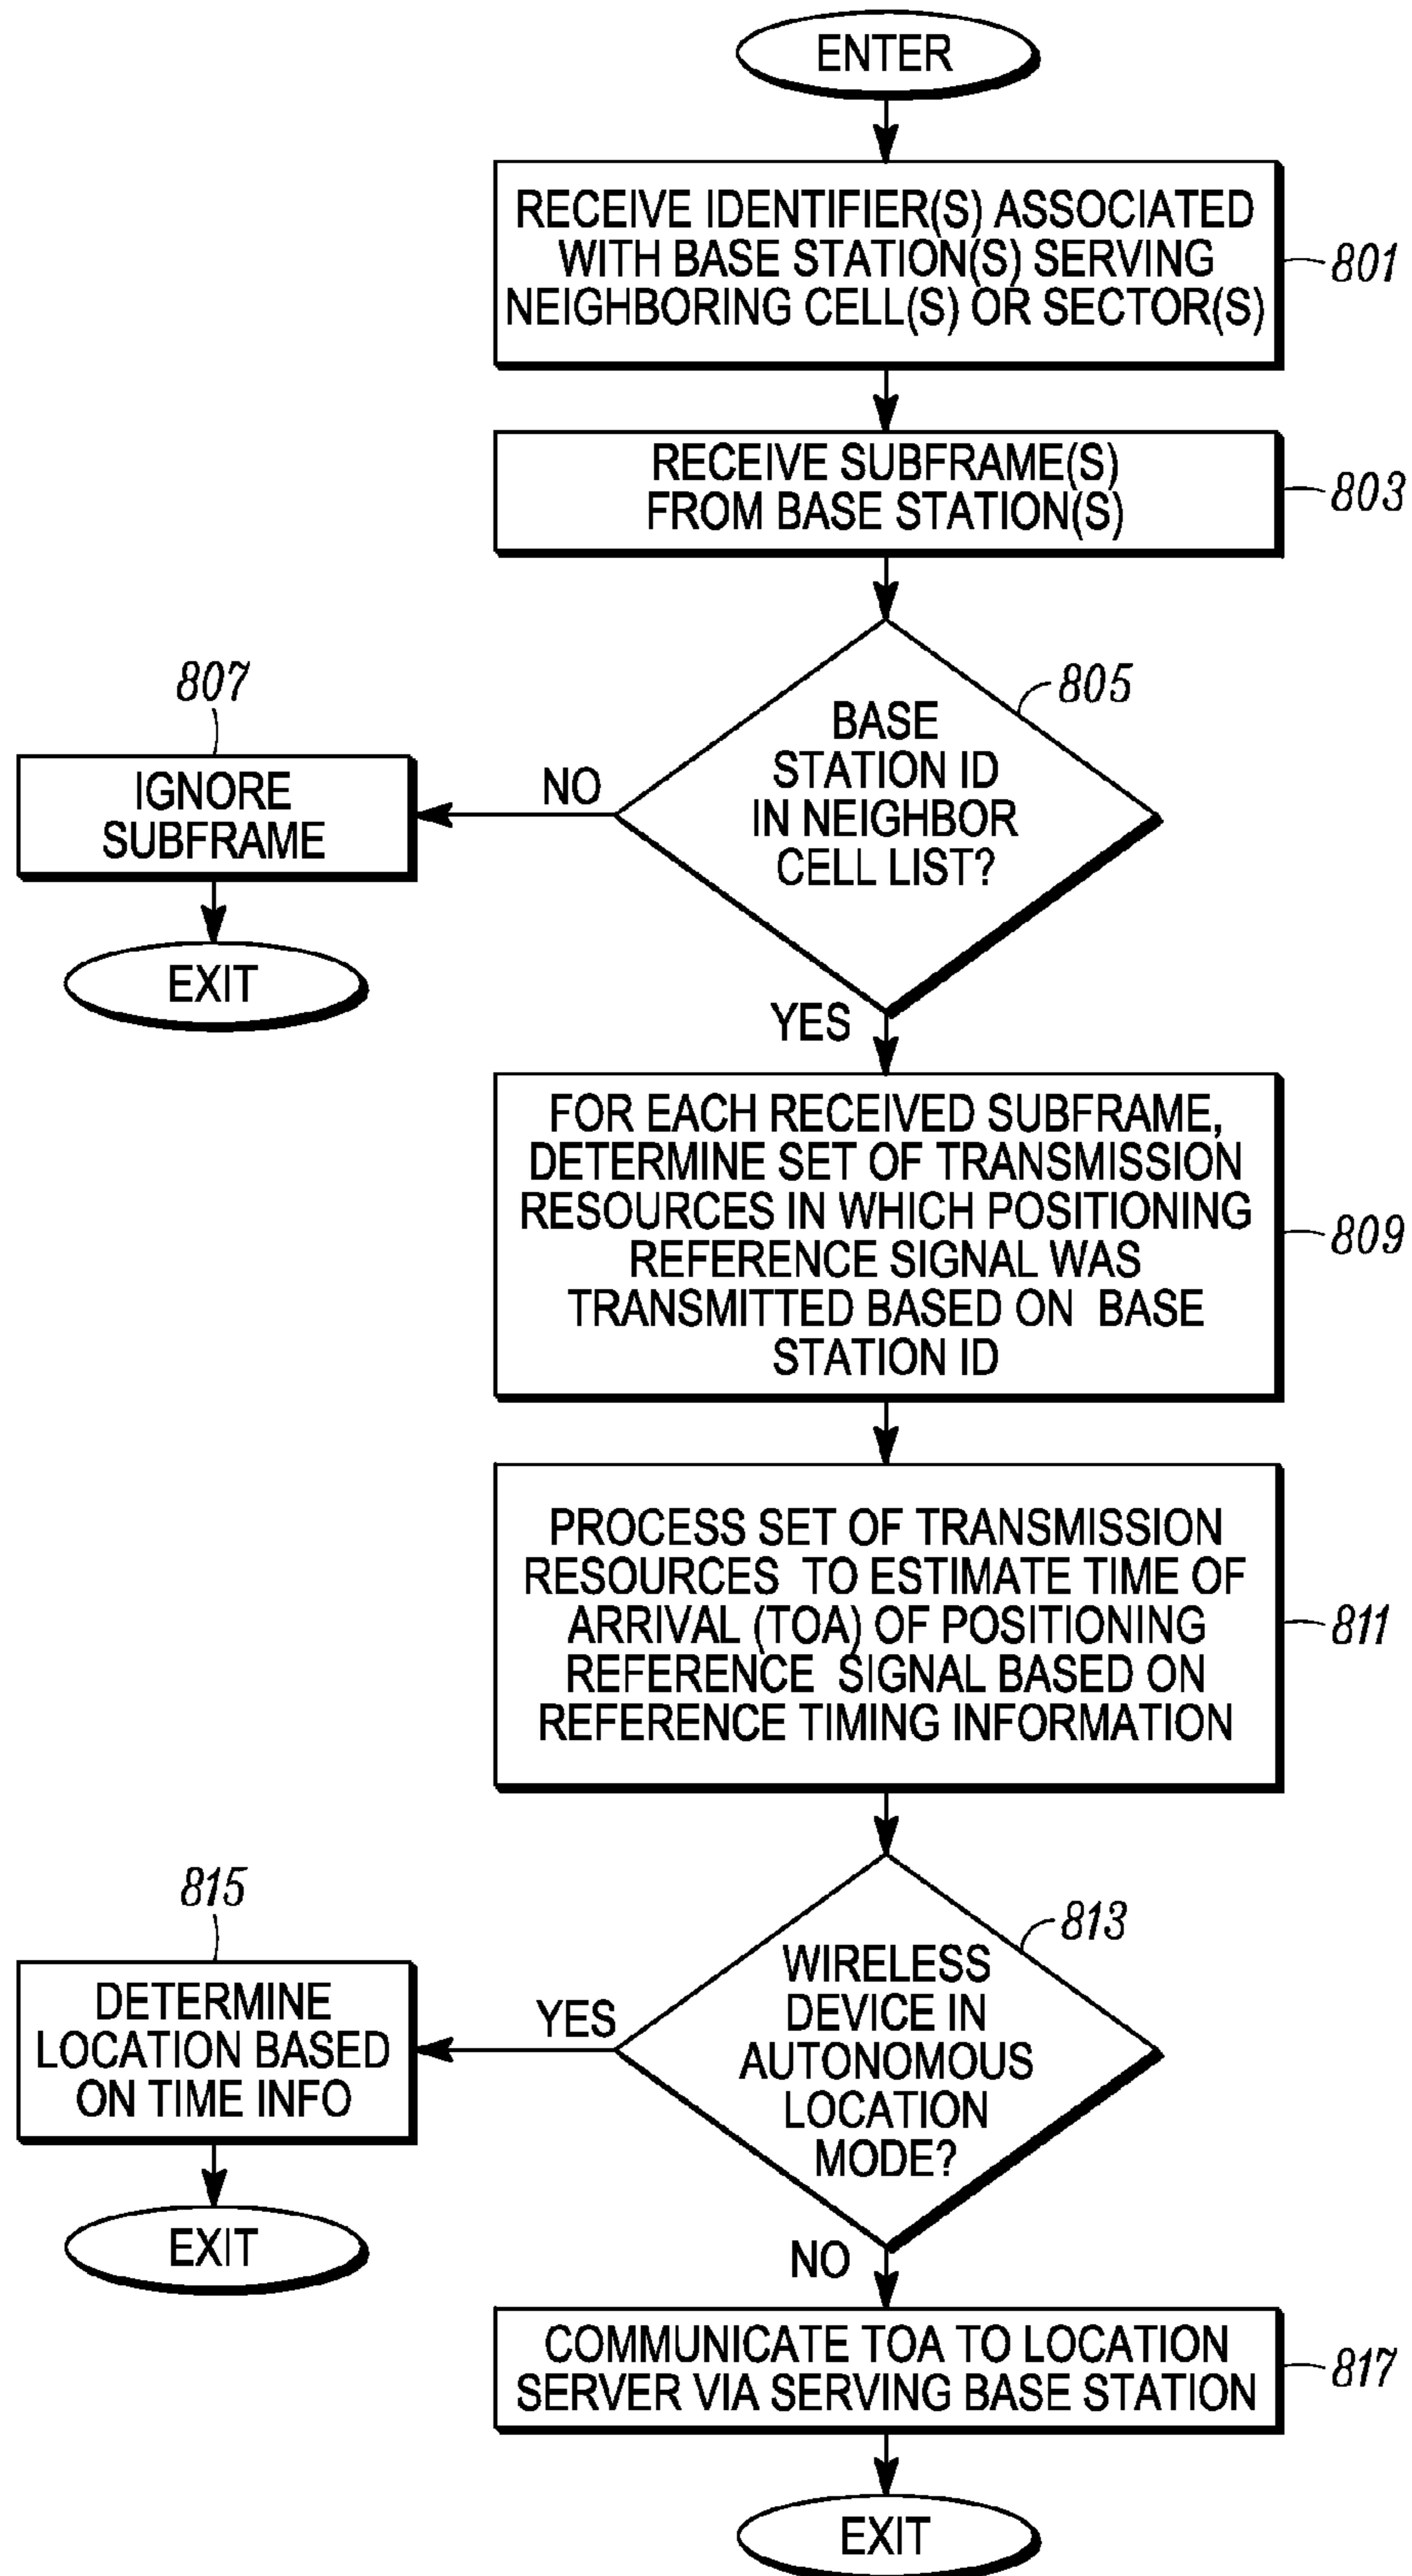 ENTER
RECEIVE IDENTIFIER(S) ASSOCIATED
WITH BASE STATION(S) SERVING
NEIGHBORING CELL(S) OR SECTOR(S)
801
RECEIVE SUBFRAME(S)
FROM BASE STATION(S)
803
BASE
STATION ID
IN NEIGHBOR
CELL LIST?
805
NO
807
IGNORE
SUBFRAME
EXIT
YES
FOR EACH RECEIVED SUBFRAME,
DETERMINE SET OF TRANSMISSION
RESOURCES IN WHICH POSITIONING
REFERENCE SIGNAL WAS
TRANSMITTED BASED ON BASE
STATION ID
809
PROCESS SET OF TRANSMISSION
RESOURCES TO ESTIMATE TIME OF
ARRIVAL (TOA) OF POSITIONING
REFERENCE SIGNAL BASED ON
REFERENCE TIMING INFORMATION
811
WIRELESS
DEVICE IN
AUTONOMOUS
LOCATION
MODE?
813
YES
815
DETERMINE
LOCATION BASED
ON TIME INFO
EXIT
NO
COMMUNICATE TOA TO LOCATION
SERVER VIA SERVING BASE STATION
817
EXIT